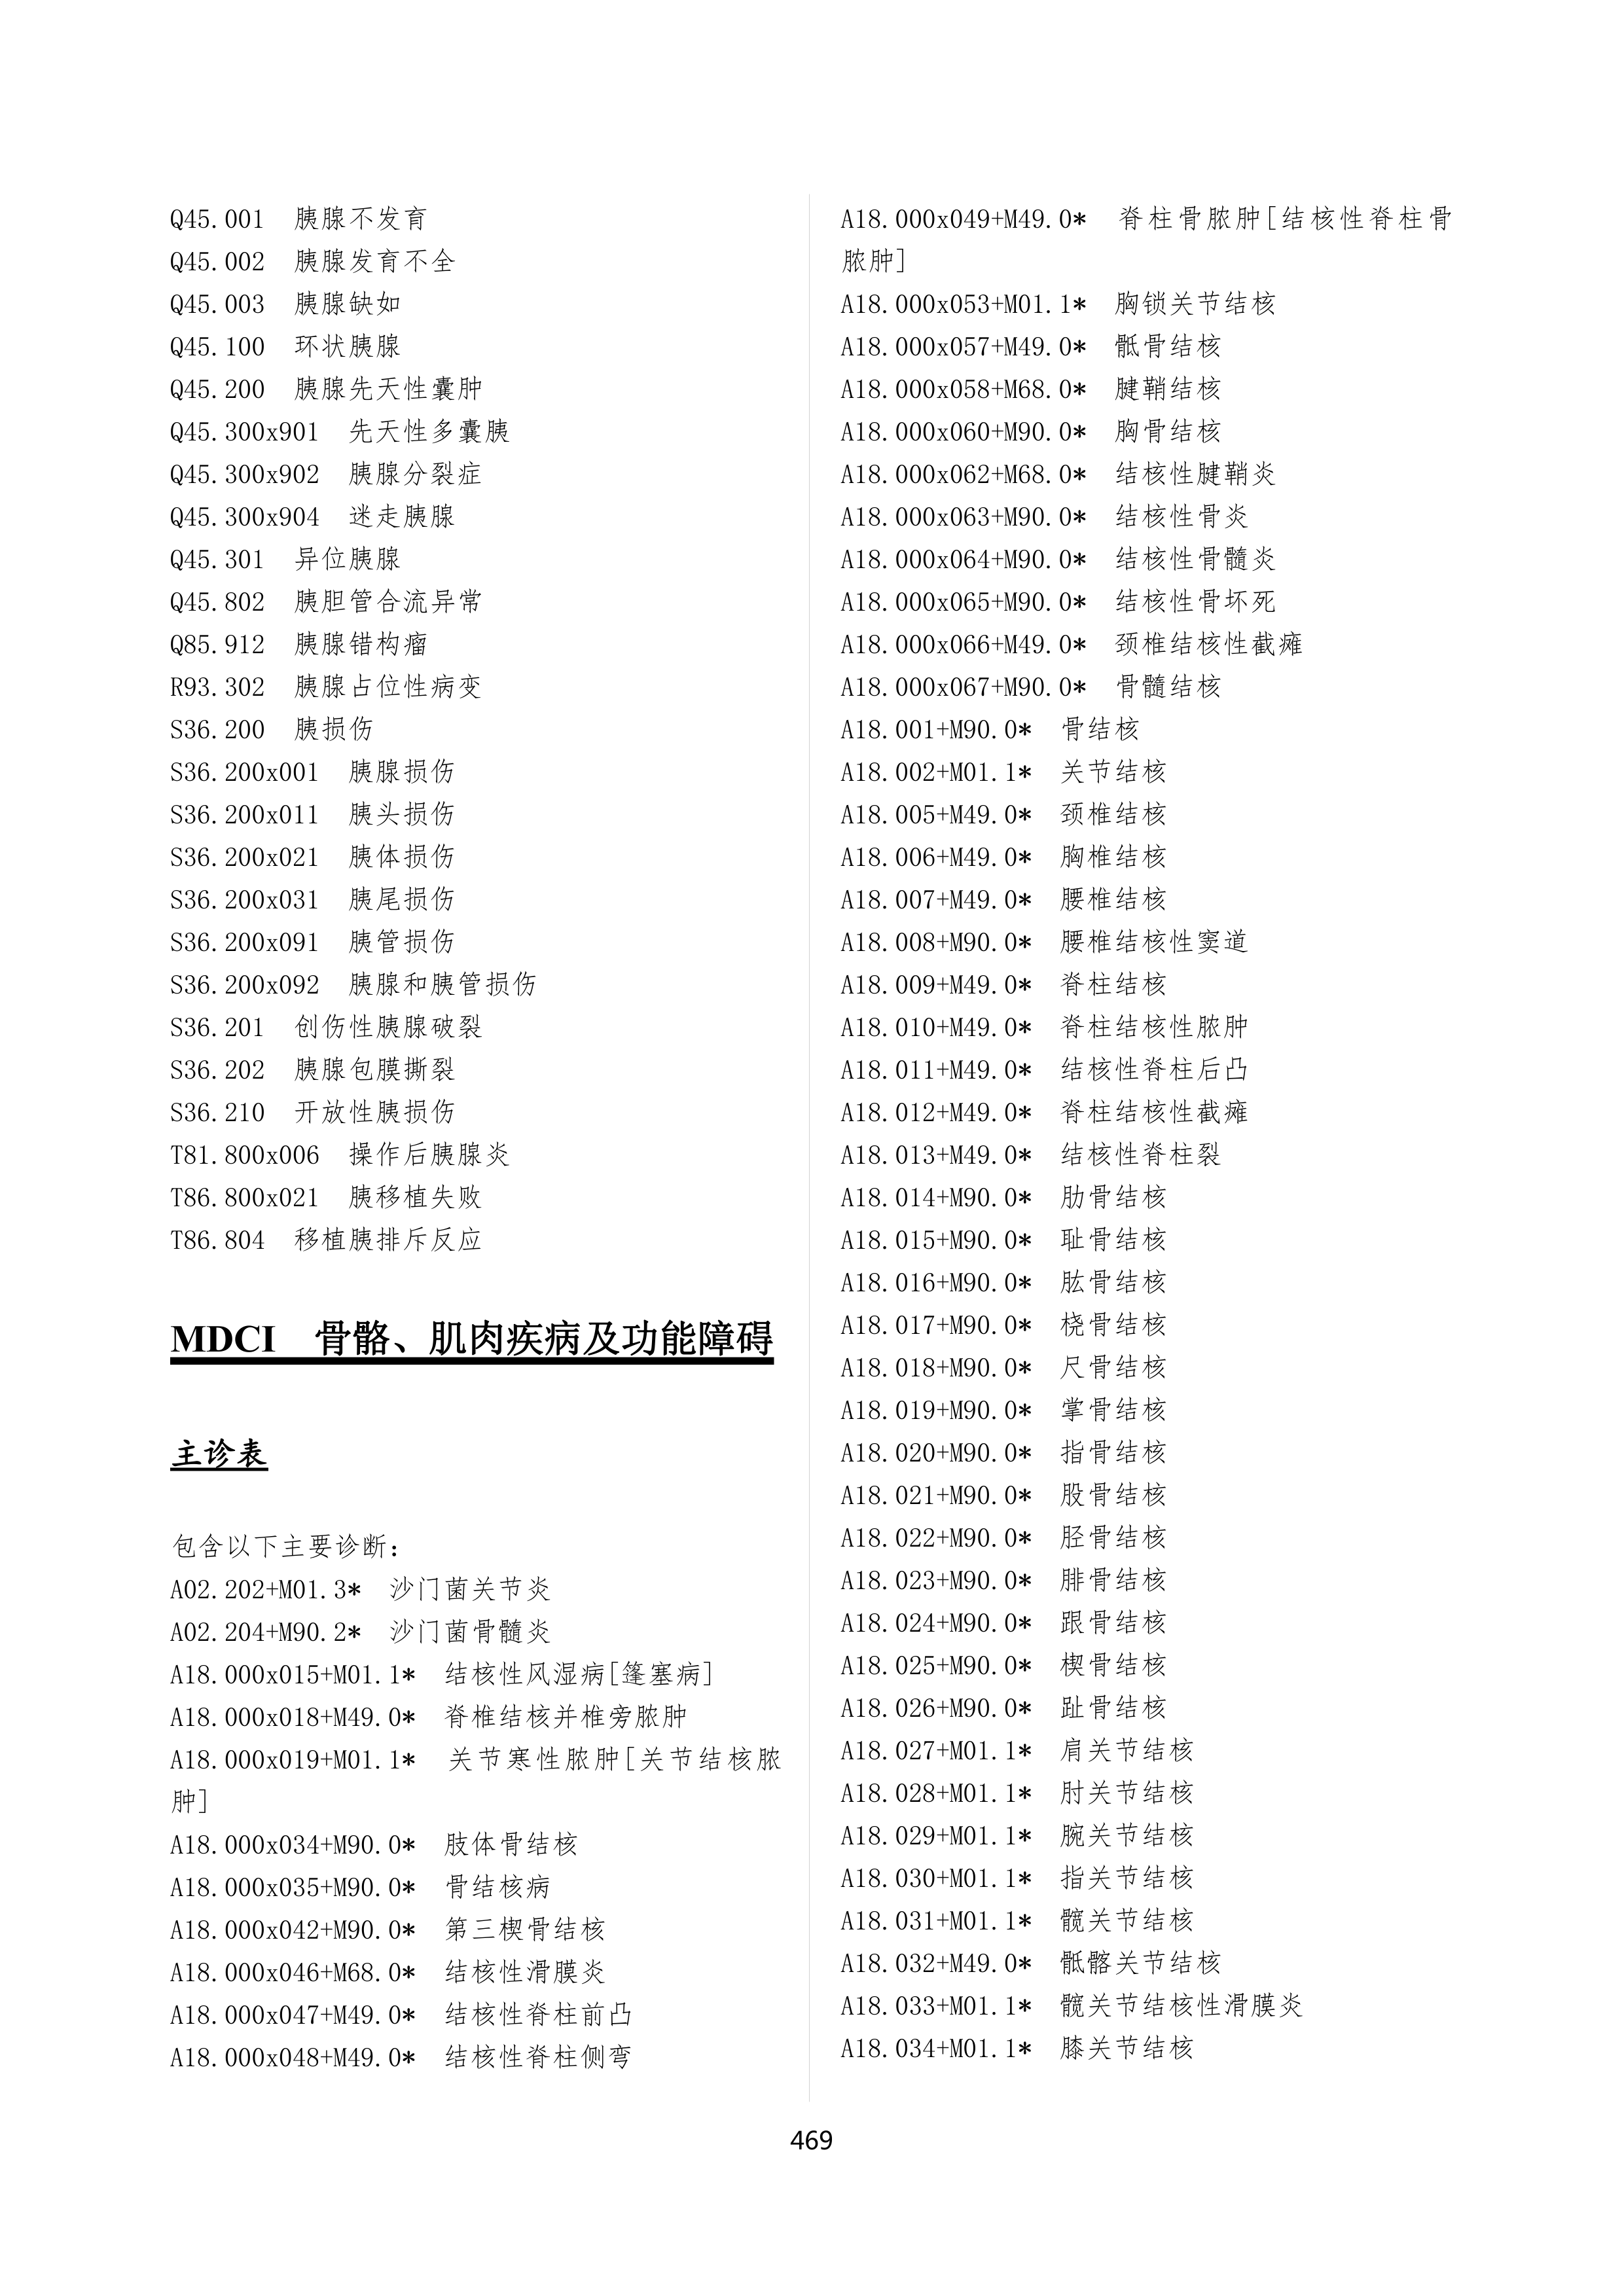 Q45.001 胰腺不发育
Q45.002 胰腺发育不全
Q45.003 胰腺缺如
Q45.100 环状胰腺
Q45.200 胰腺先天性囊肿
Q45.300x901 先天性多囊胰
Q45.300x902 胰腺分裂症
Q45.300x904 迷走胰腺
Q45.301 异位胰腺
Q45.802 胰胆管合流异常
Q85.912 胰腺错构瘤
R93.302 胰腺占位性病变
S36.200 胰损伤
S36.200x001 胰腺损伤
S36.200x011 胰头损伤
S36.200x021 胰体损伤
S36.200x031 胰尾损伤
S36.200x091 胰管损伤
S36.200x092 胰腺和胰管损伤
S36.201 创伤性胰腺破裂
S36.202 胰腺包膜撕裂
S36.210 开放性胰损伤
T81.800x006 操作后胰腺炎
T86.800x021 胰移植失败
T86.804 移植胰排斥反应
MDCI 骨骼、肌肉疾病及功能障碍
主诊表
包含以下主要诊断:
A02.202+M01.3* 沙门菌关节炎
A02.204+M90.2* 沙门菌骨髓炎
A18.000x015+M01.1* 结核性风湿病[篷塞病]
A18.000x018+M49.0* 脊椎结核并椎旁脓肿
A18.000x019+M01.1* 关节寒性脓肿[关节结核脓
肿]
A18.000x034+M90.0* 肢体骨结核
A18.000x035+M90.0* 骨结核病
A18.000x042+M90.0* 第三楔骨结核
A18.000x046+M68.0* 结核性滑膜炎
A18.000x047+M49.0* 结核性脊柱前凸
A18.000x048+M49.0* 结核性脊柱侧弯
A18.000x049+M49.0* 脊柱骨脓肿[结核性脊柱骨
脓肿]
A18.000x053+M01.1* 胸锁关节结核
A18.000x057+M49.0* 骶骨结核
A18.000x058+M68.0* 腱鞘结核
A18.000x060+M90.0* 胸骨结核
A18.000x062+M68.0* 结核性腱鞘炎
A18.000x063+M90.0* 结核性骨炎
A18.000x064+M90.0* 结核性骨髓炎
A18.000x065+M90.0* 结核性骨坏死
A18.000x066+M49.0* 颈椎结核性截瘫
A18.000x067+M90.0* 骨髓结核
A18.001+M90.0* 骨结核
A18.002+M01.1* 关节结核
A18.005+M49.0* 颈椎结核
A18.006+M49.0* 胸椎结核
A18.007+M49.0* 腰椎结核
A18.008+M90.0* 腰椎结核性窦道
A18.009+M49.0* 脊柱结核
A18.010+M49.0* 脊柱结核性脓肿
A18.011+M49.0* 结核性脊柱后凸
A18.012+M49.0* 脊柱结核性截瘫
A18.013+M49.0* 结核性脊柱裂
A18.014+M90.0* 肋骨结核
A18.015+M90.0* 耻骨结核
A18.016+M90.0* 肱骨结核
A18.017+M90.0* 桡骨结核
A18.018+M90.0* 尺骨结核
A18.019+M90.0* 掌骨结核
A18.020+M90.0* 指骨结核
A18.021+M90.0* 股骨结核
A18.022+M90.0* 胫骨结核
A18.023+M90.0* 腓骨结核
A18.024+M90.0* 跟骨结核
A18.025+M90.0* 楔骨结核
A18.026+M90.0* 趾骨结核
A18.027+M01.1* 肩关节结核
A18.028+M01.1* 肘关节结核
A18.029+M01.1* 腕关节结核
A18.030+M01.1* 指关节结核
A18.031+M01.1* 髋关节结核
A18.032+M49.0* 骶髂关节结核
A18.033+M01.1* 髋关节结核性滑膜炎
A18.034+M01.1* 膝关节结核
469